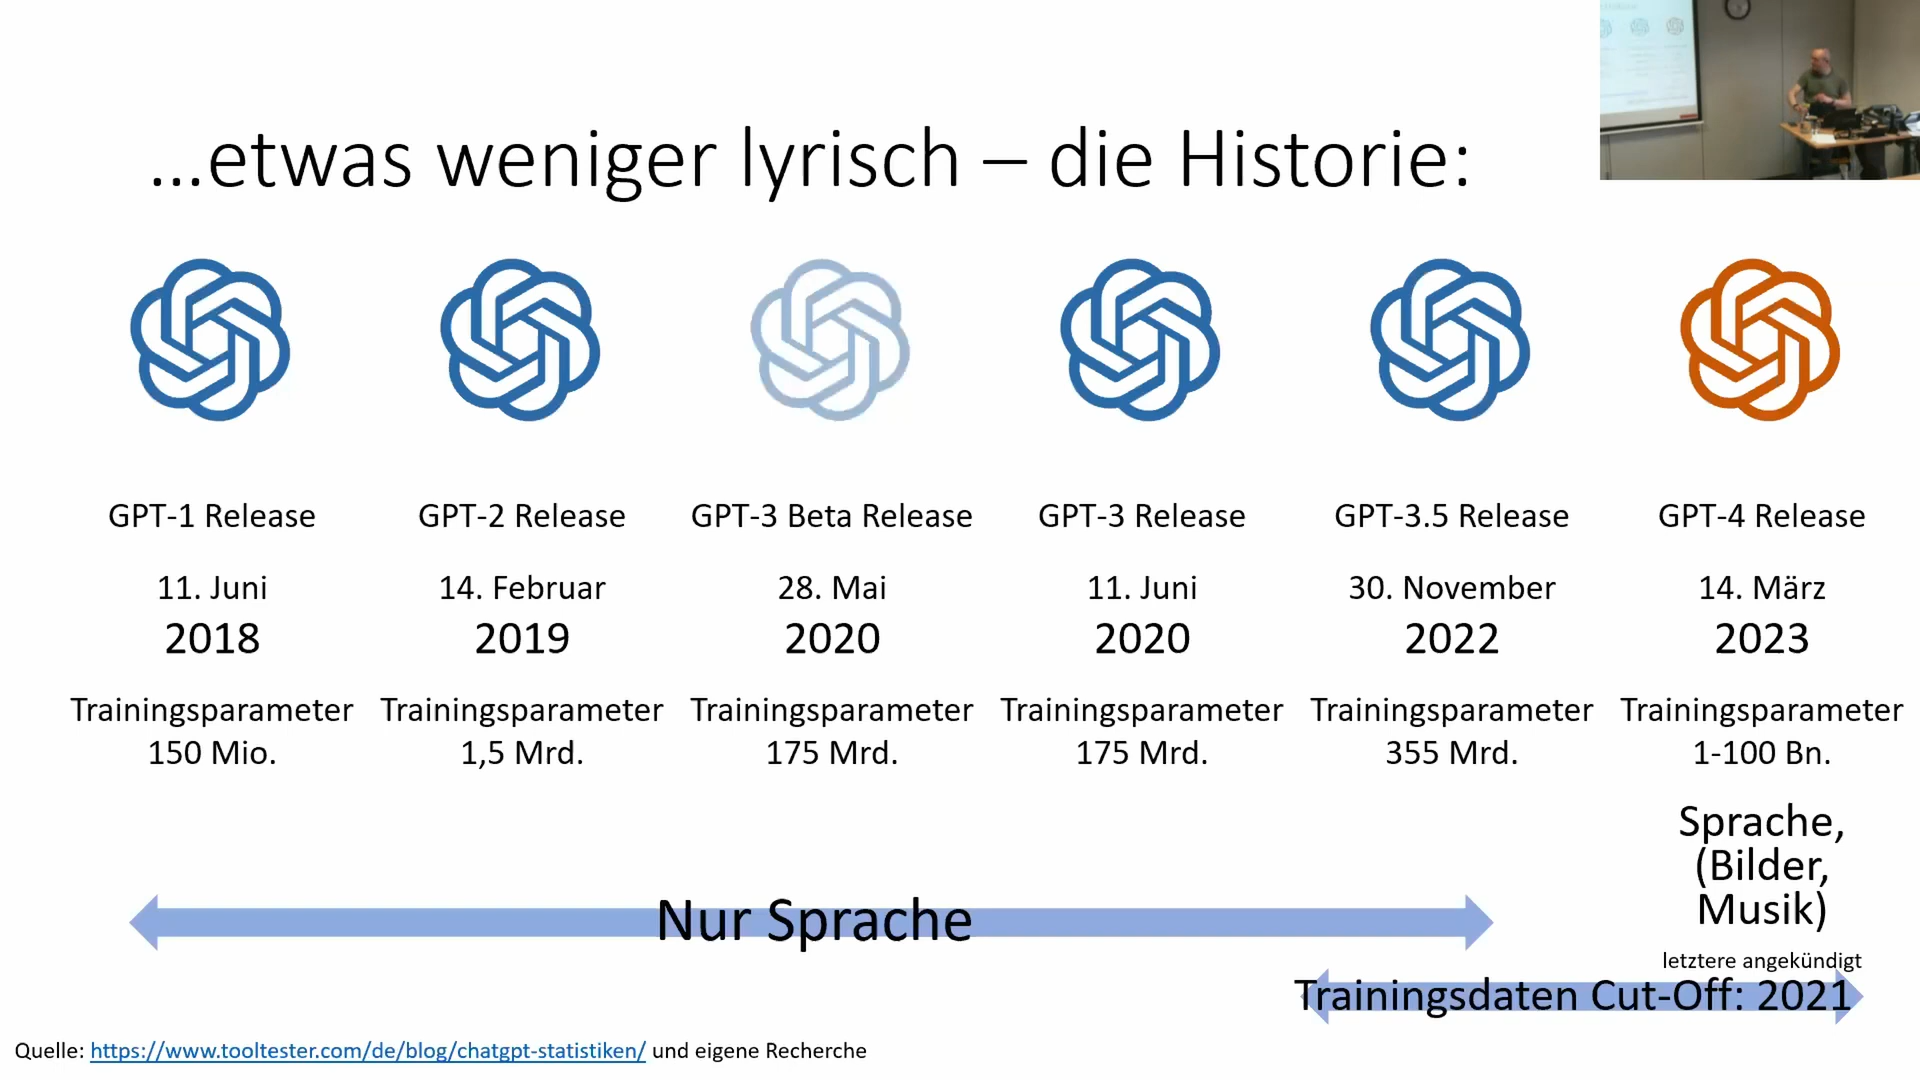 ...etwas weniger lyrisch – die Historie:
GPT-1 Release
11. Juni
2018
Trainingsparameter
150 Mio.
GPT-2 Release
14. Februar
2019
Trainingsparameter
1,5 Mrd.
GPT-3 Beta Release
28. Mai
2020
Trainingsparameter
175 Mrd.
GPT-3 Release
11. Juni
2020
Trainingsparameter
175 Mrd.
GPT-3.5 Release
30. November
2022
Trainingsparameter
355 Mrd.
GPT-4 Release
14. März
2023
Trainingsparameter
1-100 Bn.
Nur Sprache
Sprache,
(Bilder,
Musik)
letztere angekündigt
Trainingsdaten Cut-Off: 2021
Quelle: https://www.tooltester.com/de/blog/chatgpt-statistiken/ und eigene Recherche